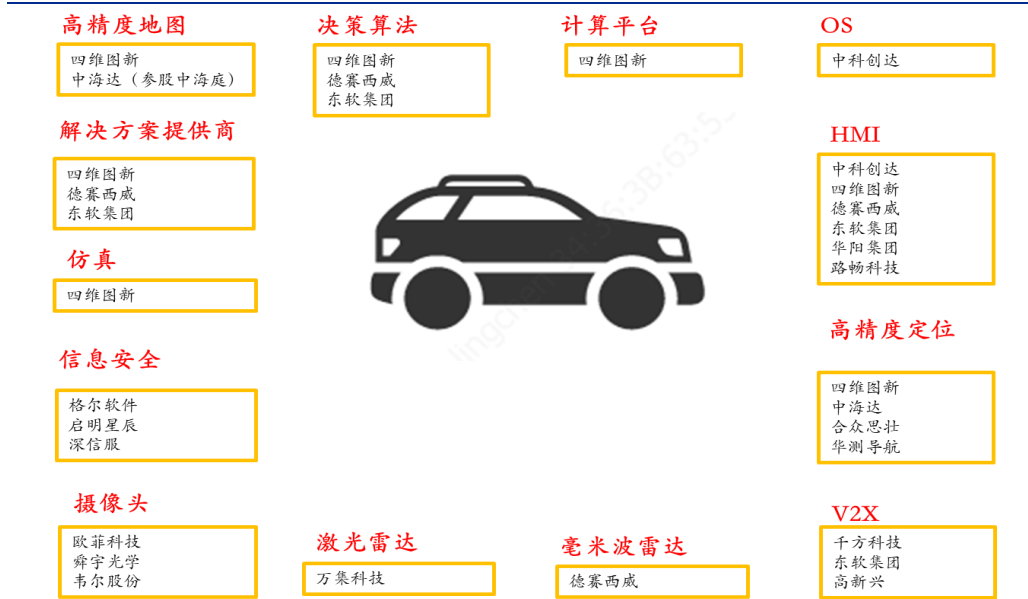 高精度地图
四维图新
中海达（参股中海庭）
决策算法
四维图新
德赛西威
东软集团
计算平台
四维图新
OS
中科创达
解决方案提供商
四维图新
德赛西威
东软集团
HMI
中科创达
四维图新
德赛西威
东软集团
华阳集团
路畅科技
仿真
四维图新
高精度定位
四维图新
中海达
合众思壮
华测导航
信息安全
格尔软件
启明星辰
深信服
摄像头
欧菲科技
舜宇光学
韦尔股份
激光雷达
万集科技
毫米波雷达
德赛西威
V2X
千方科技
东软集团
高新兴